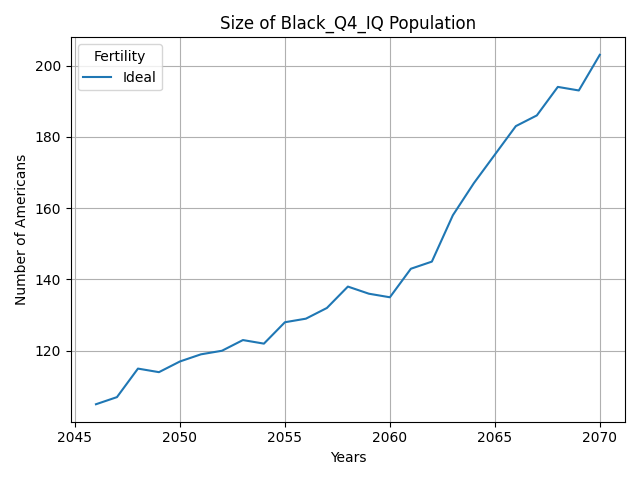 Size of Black_Q4_IQ Population
Fertility
Ideal
Number of Americans
200
180
160
140
120
2045 2050 2055 2060 2065 2070
Years